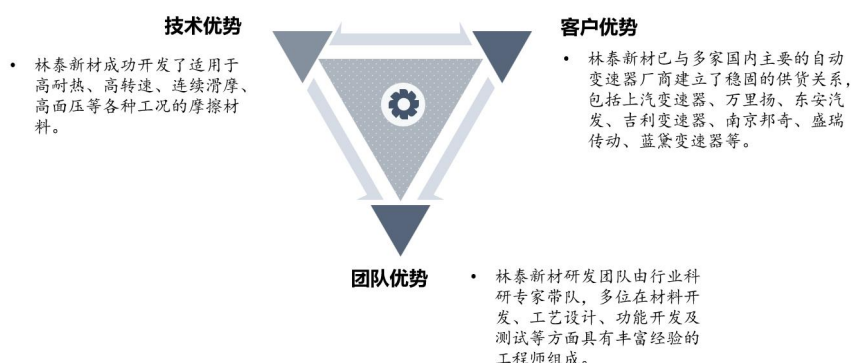 技术优势
• 林泰新材成功开发了适用于
高耐热、高转速、连续滑摩、
高面压等各种工况的摩擦材
料。
客户优势
• 林泰新材已与多家国内主要的自动
变速器厂商建立了稳固的供货关系，
包括上汽变速器、万里扬、东安汽
发、吉利变速器、南京邦奇、盛瑞
传动、蓝黛变速器等。
团队优势
• 林泰新材研发团队由行业科
研专家带队，多位在材料开
发、工艺设计、功能开发及
测试等方面具有丰富经验的
工程师组成。